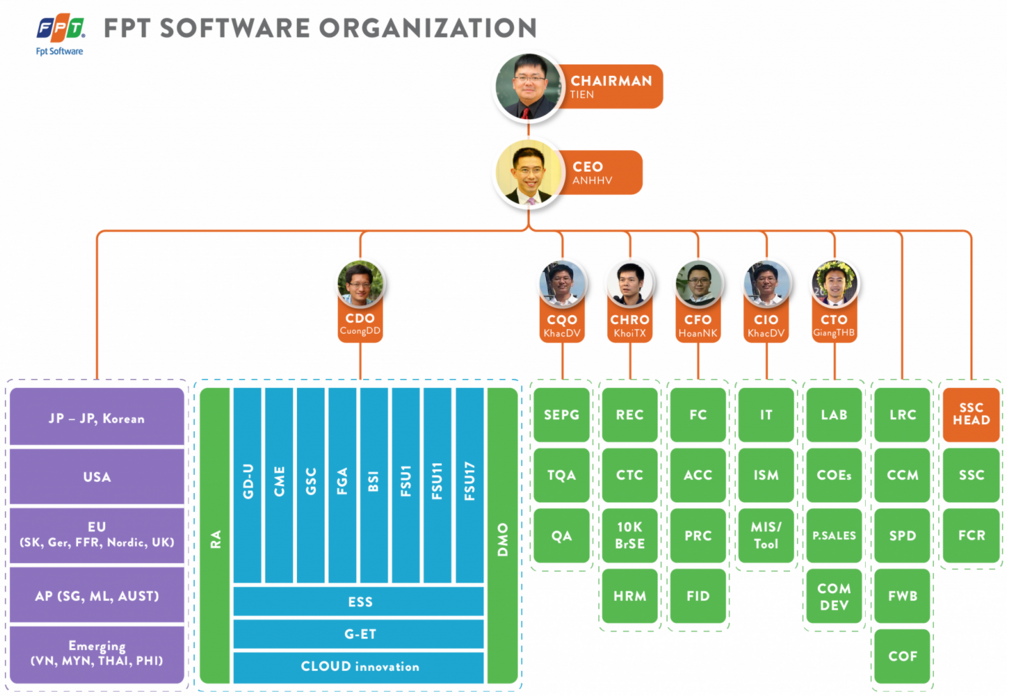 FPT
Fpt Software
FPT SOFTWARE ORGANIZATION
CHAIRMAN
TIEN
CEO
ANHHV
CDO
CuongDD
CQO
KhacDV
CHRO
KhoiTX
CFO
HoanNK
CIO
KhacDV
CTO
GiangTHB
JP – JP, Korean
USA
EU
(SK, Ger, FFR, Nordic, UK)
AP (SG, ML, AUST)
Emerging
(VN, MYN, THAI, PHI)
RA
GD-U
CME
GSC
FGA
BSI
FSU1
FSU11
FSU17
DMO
ESS
G-ET
CLOUD innovation
SEPG
TQA
QA
REC
CTC
10K
BrSE
HRM
FC
ACC
PRC
FID
IT
ISM
MIS/
Tool
LAB
COEs
P.SALES
COM
DEV
LRC
CCM
SPD
FWB
COF
SSC
HEAD
SSC
FCR